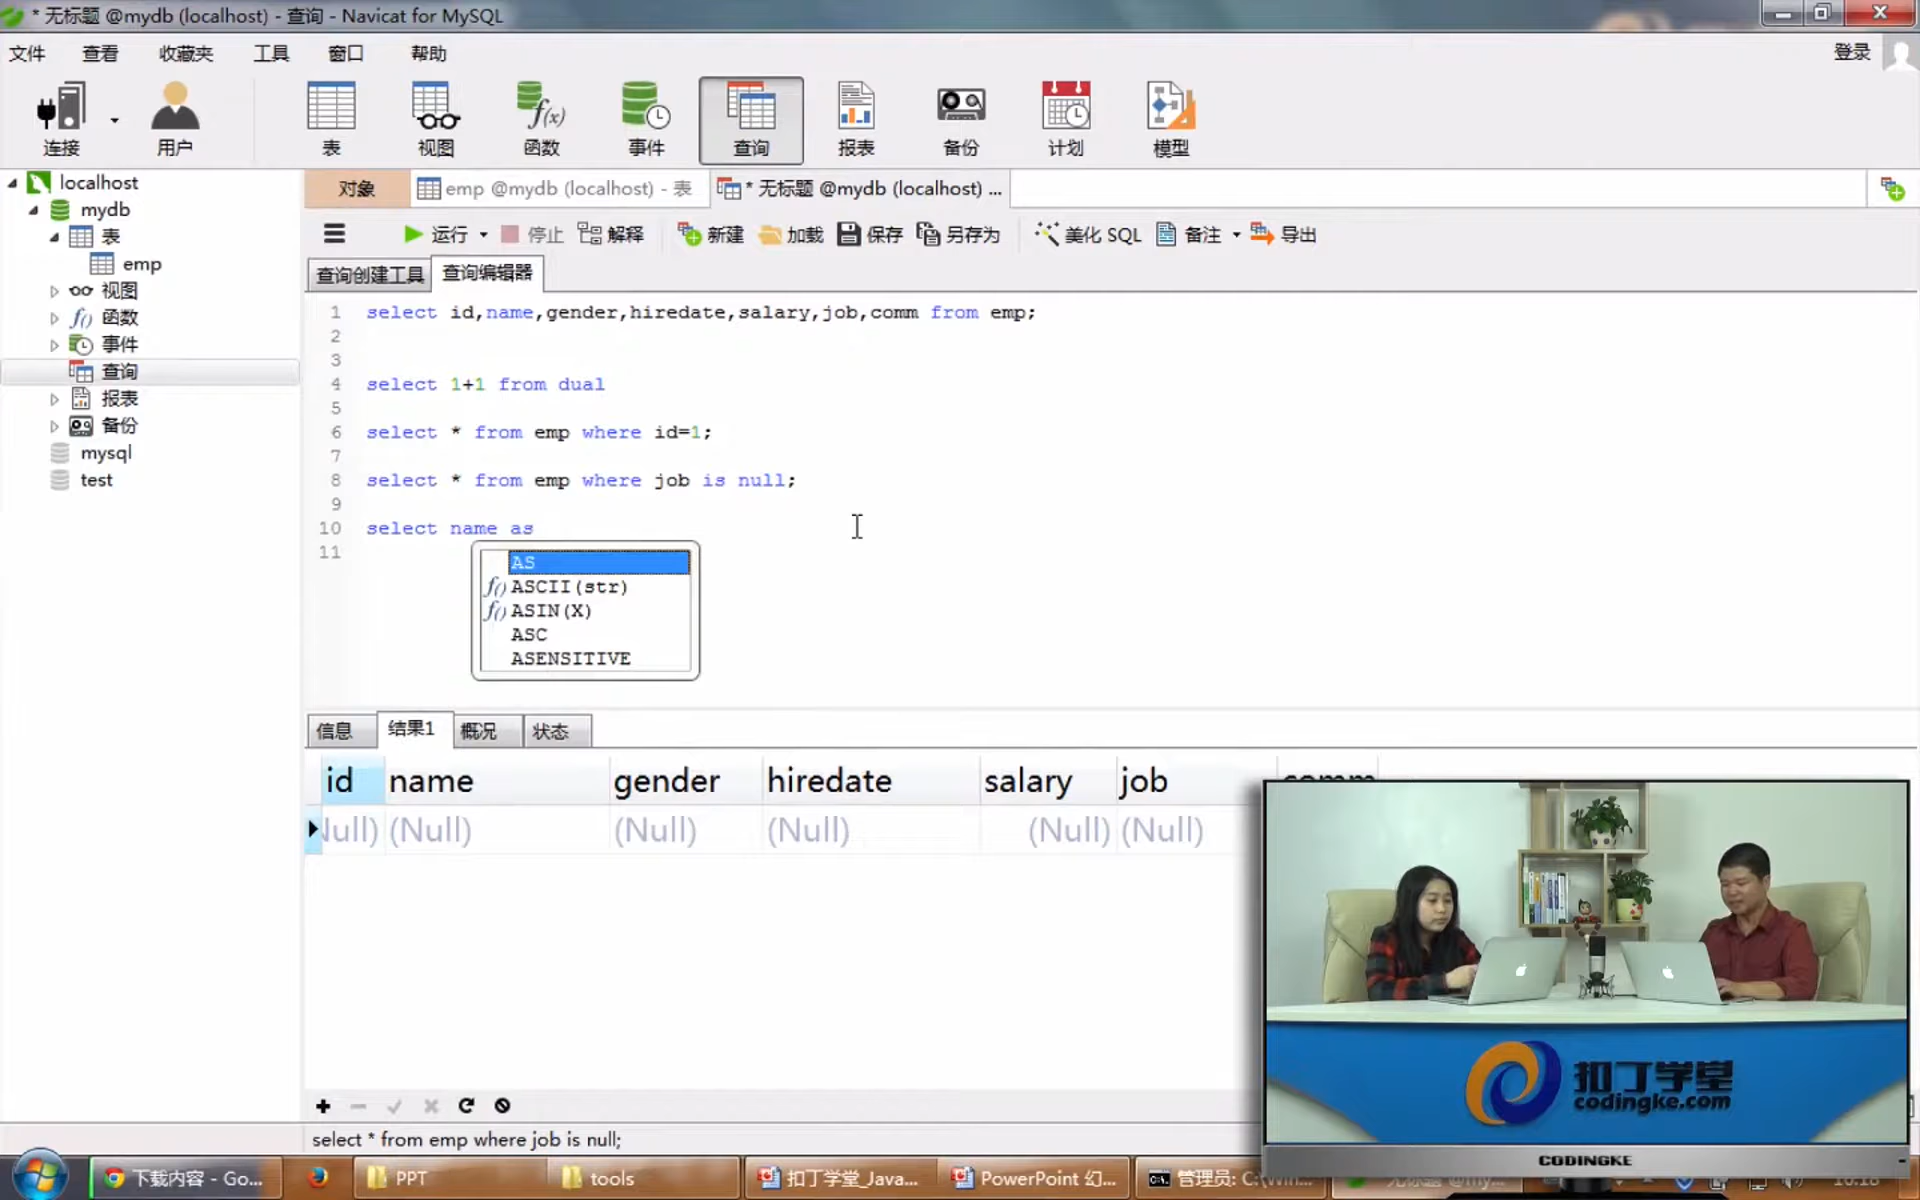 * 无标题 @mydb (localhost) - 查询 - Navicat for MySQL
文件 查看 收藏夹 工具 窗口 帮助 登录
连接 用户 表 视图 函数 事件 查询 报表 备份 计划 模型
localhost
mydb
表
emp
视图
函数
事件
查询
报表
备份
mysql
test
对象 emp @mydb (localhost) - 表 * 无标题 @mydb (localhost) ...
运行 停止 解释 新建 加载 保存 另存为 美化 SQL 备注 导出
查询创建工具 查询编辑器
1 select id,name,gender,hiredate,salary,job,comm from emp;
2
3
4 select 1+1 from dual
5
6 select * from emp where id=1;
7
8 select * from emp where job is null;
9
10 select name as
11
AS
f() ASCII(str)
f() ASIN(X)
ASC
ASENSITIVE
信息 结果1 概况 状态
id name gender hiredate salary job comm
(Null) (Null) (Null) (Null) (Null)
select * from emp where job is null;
扣丁学堂
codingke.com
CODINGKE
下载内容 - Go... PPT tools 扣丁学堂_Java... PowerPoint 幻... 管理员: C:\Win...